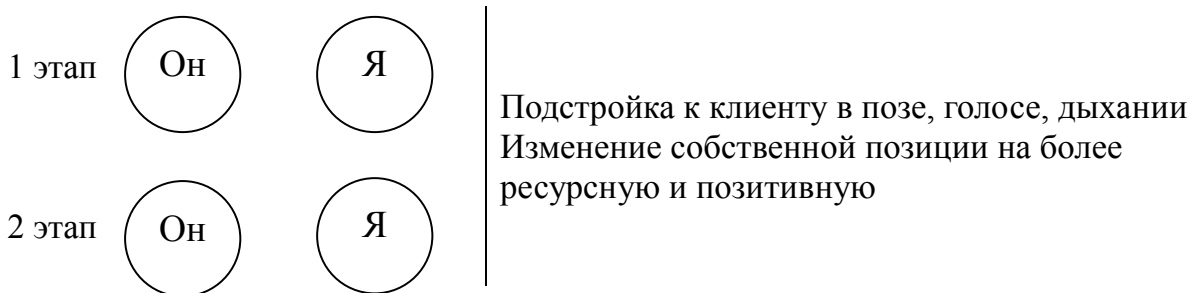 1 этап Он Я
Подстройка к клиенту в позе, голосе, дыхании
Изменение собственной позиции на более
ресурсную и позитивную
2 этап Он Я